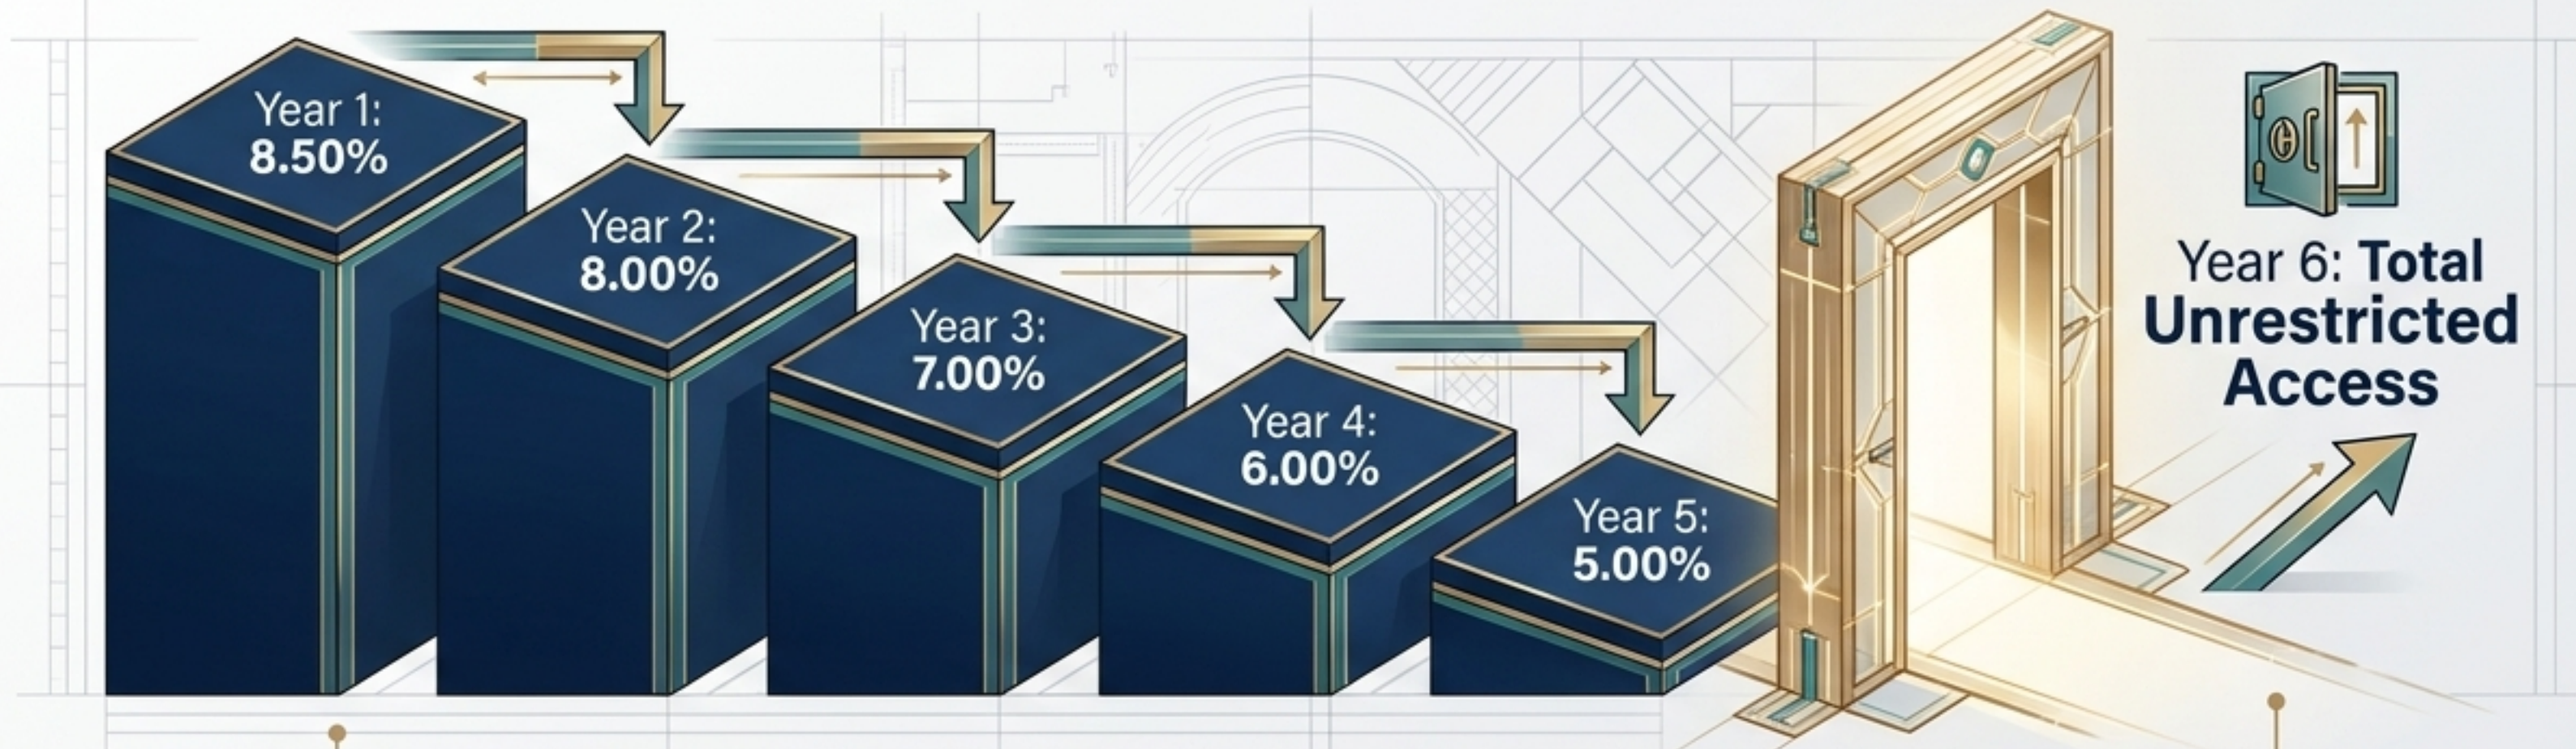 Year 1:
8.50%
Year 2:
8.00%
Year 3:
7.00%
Year 4:
6.00%
Year 5:
5.00%
Year 6: Total
Unrestricted
Access